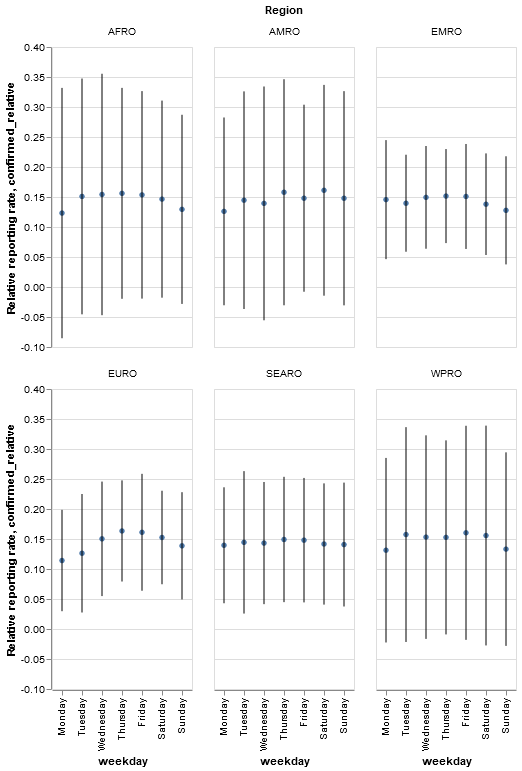 Region
AFRO
AMRO
EMRO
Relative reporting rate, confirmed_relative
0.40
0.35
0.30
0.25
0.20
0.15
0.10
0.05
0.00
-0.05
-0.10
EURO
SEARO
WPRO
Relative reporting rate, confirmed_relative
0.40
0.35
0.30
0.25
0.20
0.15
0.10
0.05
0.00
-0.05
-0.10
Monday
Tuesday
Wednesday
Thursday
Friday
Saturday
Sunday
Monday
Tuesday
Wednesday
Thursday
Friday
Saturday
Sunday
Monday
Tuesday
Wednesday
Thursday
Friday
Saturday
Sunday
weekday
weekday
weekday